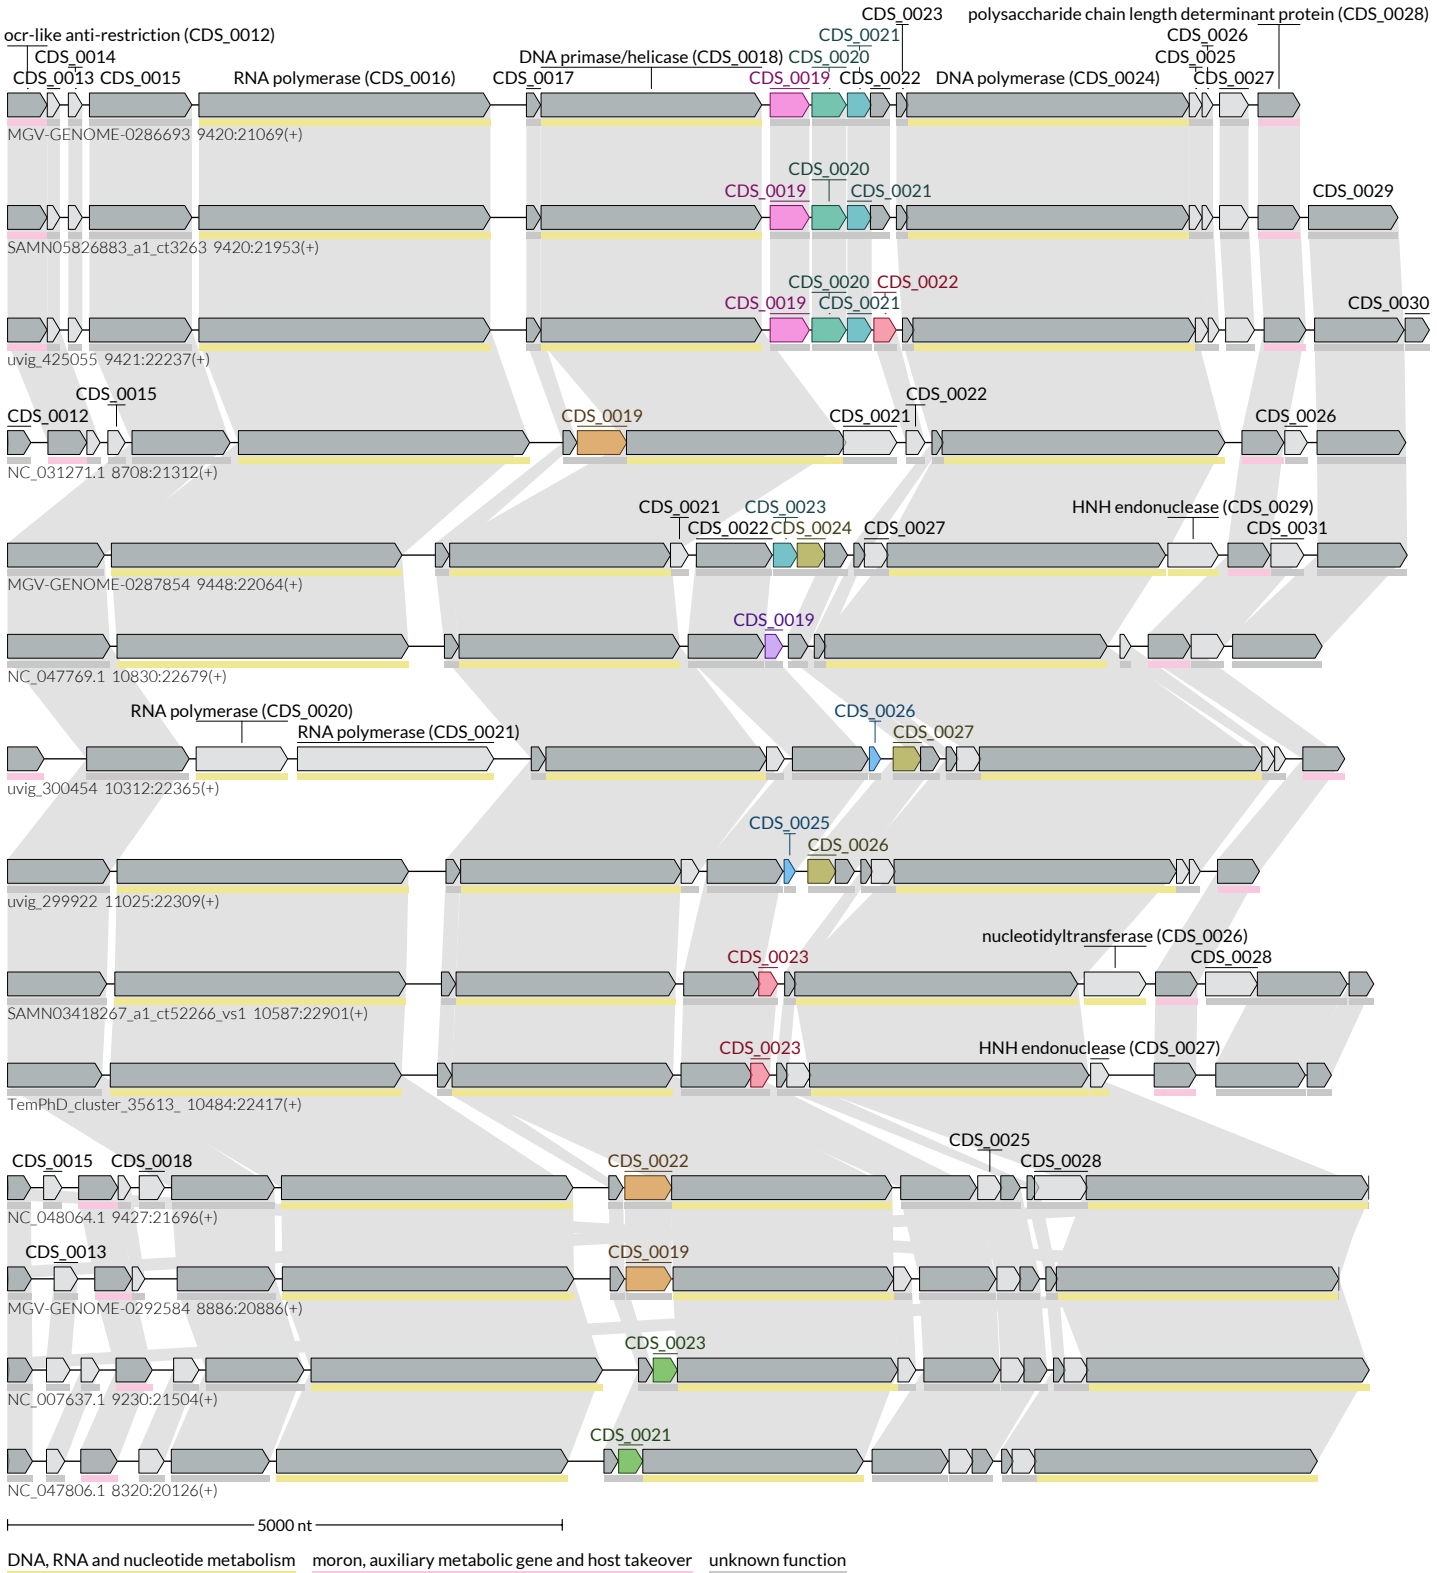 CDS_0023 polysaccharide chain length determinant protein (CDS_0028)
ocr-like anti-restriction (CDS_0012) CDS_0021 CDS_0026
CDS_0014 DNA primase/helicase (CDS_0018) CDS_0020 CDS_0025
CDS_0013 CDS_0015 RNA polymerase (CDS_0016) CDS_0017 CDS_0019 CDS_0022 DNA polymerase (CDS_0024) CDS_0027
MGV-GENOME-0286693 9420:21069(+)
CDS_0020
CDS_0019 CDS_0021 CDS_0029
SAMN05826883_a1_ct3263 9420:21953(+)
CDS_0020 CDS_0022
CDS_0019 CDS_0021 CDS_0030
uvig_425055 9421:22237(+)
CDS_0015 CDS_0022
CDS_0012 CDS_0019 CDS_0021 CDS_0026
NC_031271.1 8708:21312(+)
CDS_0021 CDS_0023 HNH endonuclease (CDS_0029)
CDS_0022 CDS_0024 CDS_0027 CDS_0031
MGV-GENOME-0287854 9448:22064(+)
CDS_0019
NC_047769.1 10830:22679(+)
RNA polymerase (CDS_0020) CDS_0026
RNA polymerase (CDS_0021) CDS_0027
uvig_300454 10312:22365(+)
CDS_0025
CDS_0026
uvig_299922 11025:22309(+)
nucleotidyltransferase (CDS_0026)
CDS_0023 CDS_0028
SAMN03418267_a1_ct52266_vs1 10587:22901(+)
CDS_0023 HNH endonuclease (CDS_0027)
TemPhD_cluster_35613_ 10484:22417(+)
CDS_0025
CDS_0015 CDS_0018 CDS_0022 CDS_0028
NC_048064.1 9427:21696(+)
CDS_0013 CDS_0019
MGV-GENOME-0292584 8886:20886(+)
CDS_0023
NC_007637.1 9230:21504(+)
CDS_0021
NC_047806.1 8320:20126(+)
5000 nt
DNA, RNA and nucleotide metabolism moron, auxiliary metabolic gene and host takeover unknown function